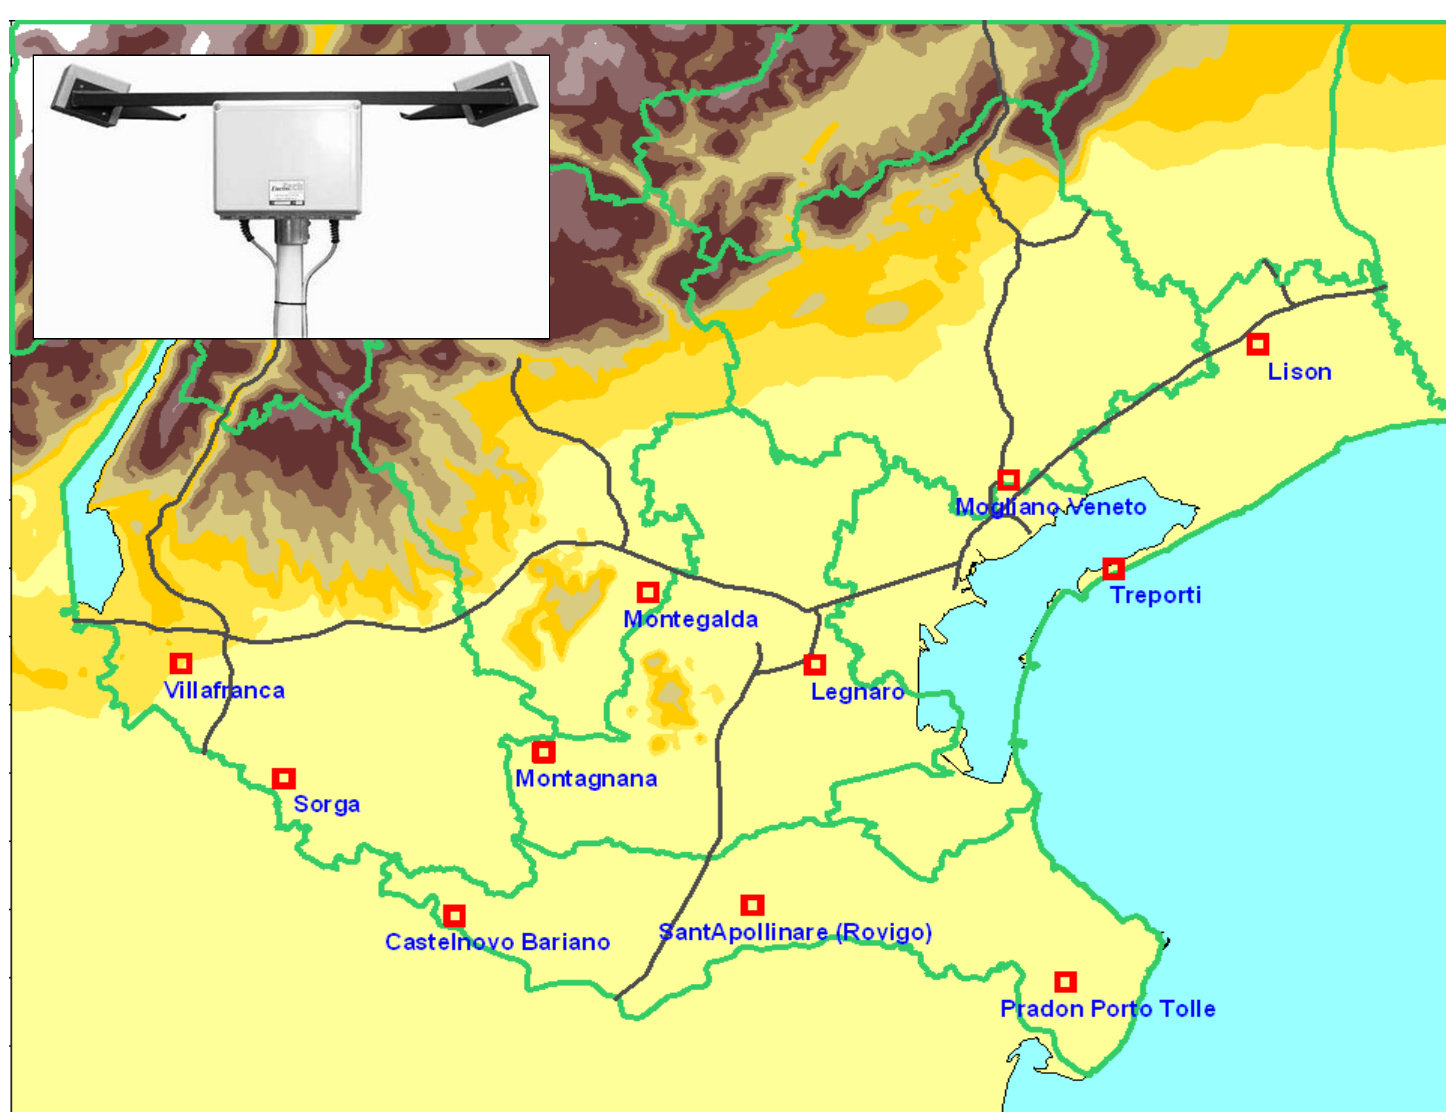 Lison
Mogliano Veneto
Treporti
Montegalda
Villafranca
Legnaro
Montagnana
Sorga
SantApollinare (Rovigo)
Castelnovo Bariano
Pradon Porto Tolle